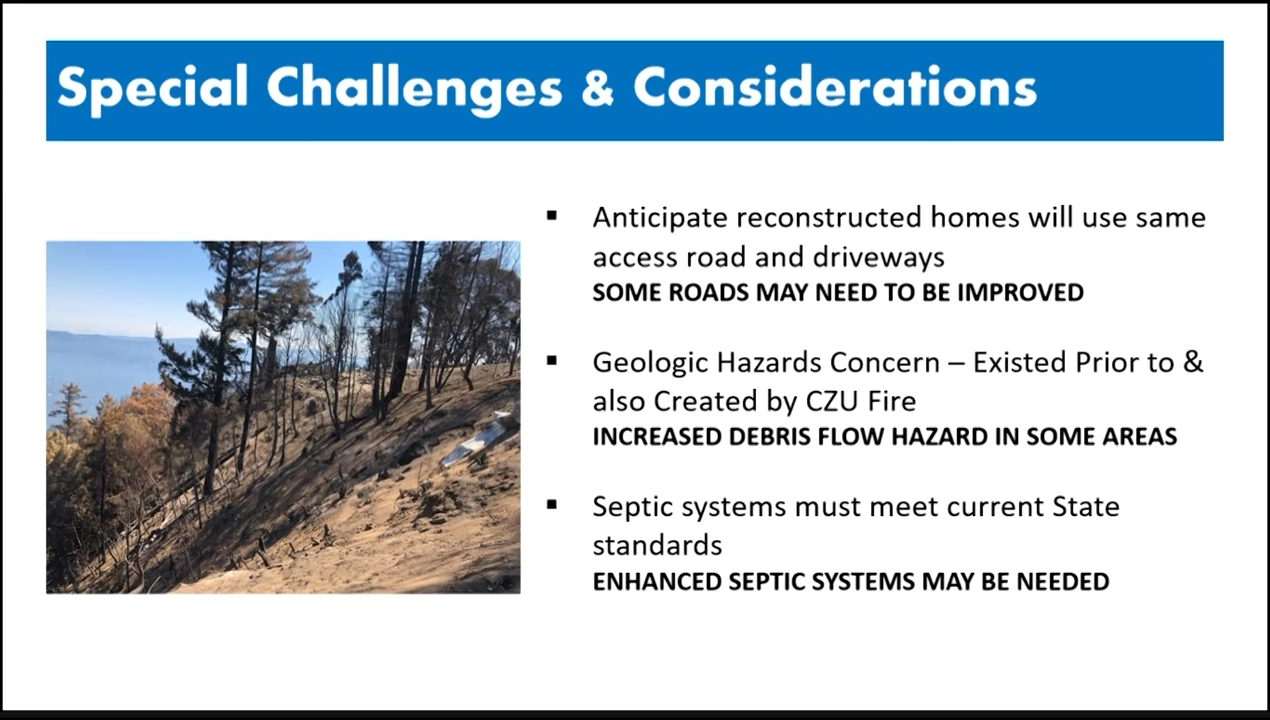 Special Challenges & Considerations
▪ Anticipate reconstructed homes will use same
access road and driveways
SOME ROADS MAY NEED TO BE IMPROVED
▪ Geologic Hazards Concern – Existed Prior to &
also Created by CZU Fire
INCREASED DEBRIS FLOW HAZARD IN SOME AREAS
▪ Septic systems must meet current State
standards
ENHANCED SEPTIC SYSTEMS MAY BE NEEDED